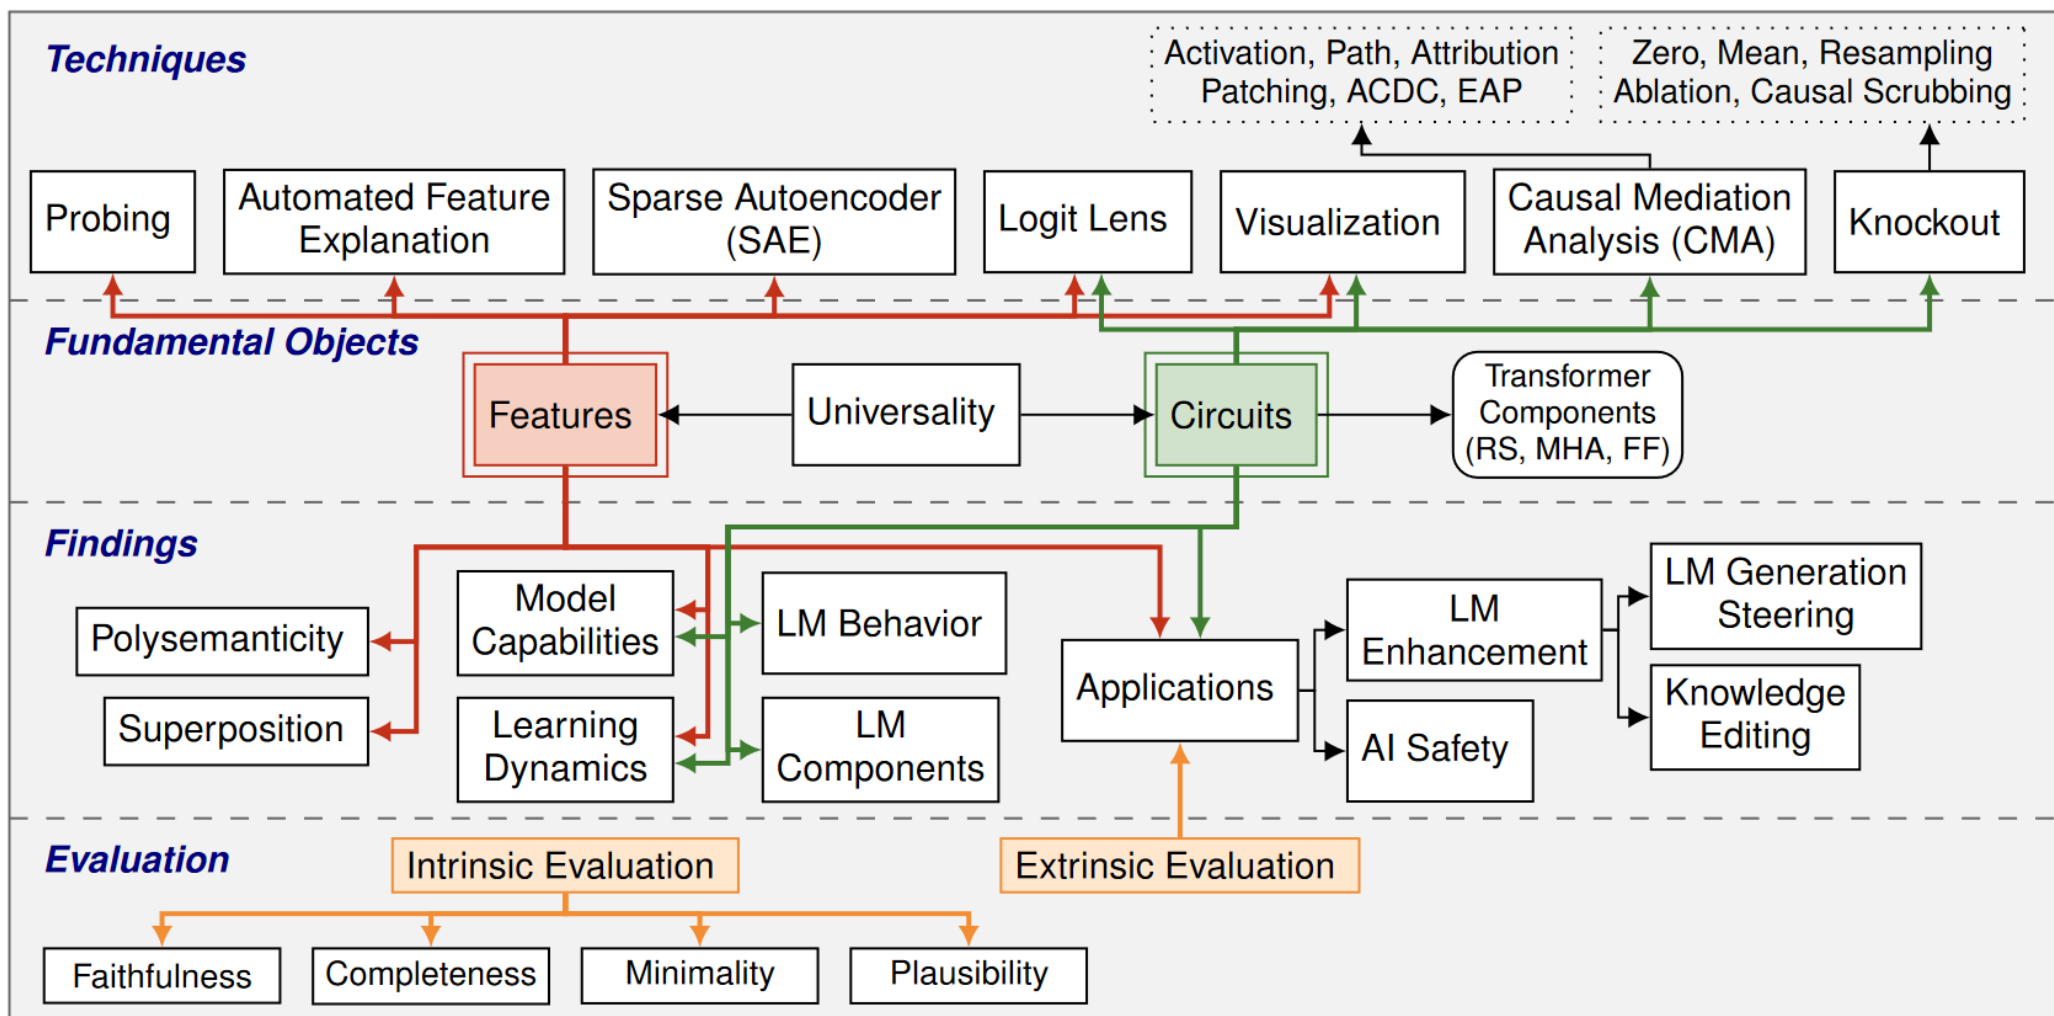 Techniques
Activation, Path, Attribution
Patching, ACDC, EAP
Zero, Mean, Resampling
Ablation, Causal Scrubbing
Probing
Automated Feature
Explanation
Sparse Autoencoder
(SAE)
Logit Lens
Visualization
Causal Mediation
Analysis (CMA)
Knockout
Fundamental Objects
Features
Universality
Circuits
Transformer
Components
(RS, MHA, FF)
Findings
Polysemanticity
Superposition
Model
Capabilities
Learning
Dynamics
LM Behavior
LM
Components
Applications
LM
Enhancement
AI Safety
LM Generation
Steering
Knowledge
Editing
Evaluation
Intrinsic Evaluation
Extrinsic Evaluation
Faithfulness
Completeness
Minimality
Plausibility